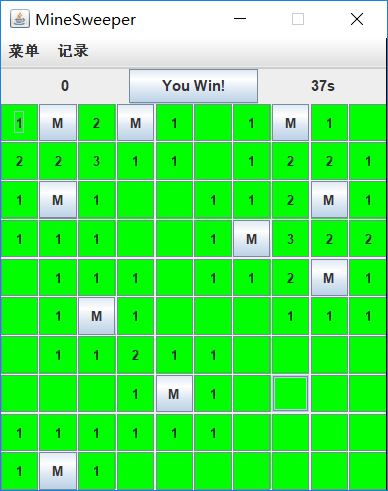 MineSweeper
菜单 记录
0 You Win! 37s
1 M 2 M 1 1 M 1
2 2 3 1 1 1 2 2 1
1 M 1 1 1 2 M 1
1 1 1 1 M 3 2 2
1 1 1 1 1 2 M 1
1 M 1 1 1 1
1 1 2 1 1
1 M 1
1 1 1 1 1 1
1 M 1